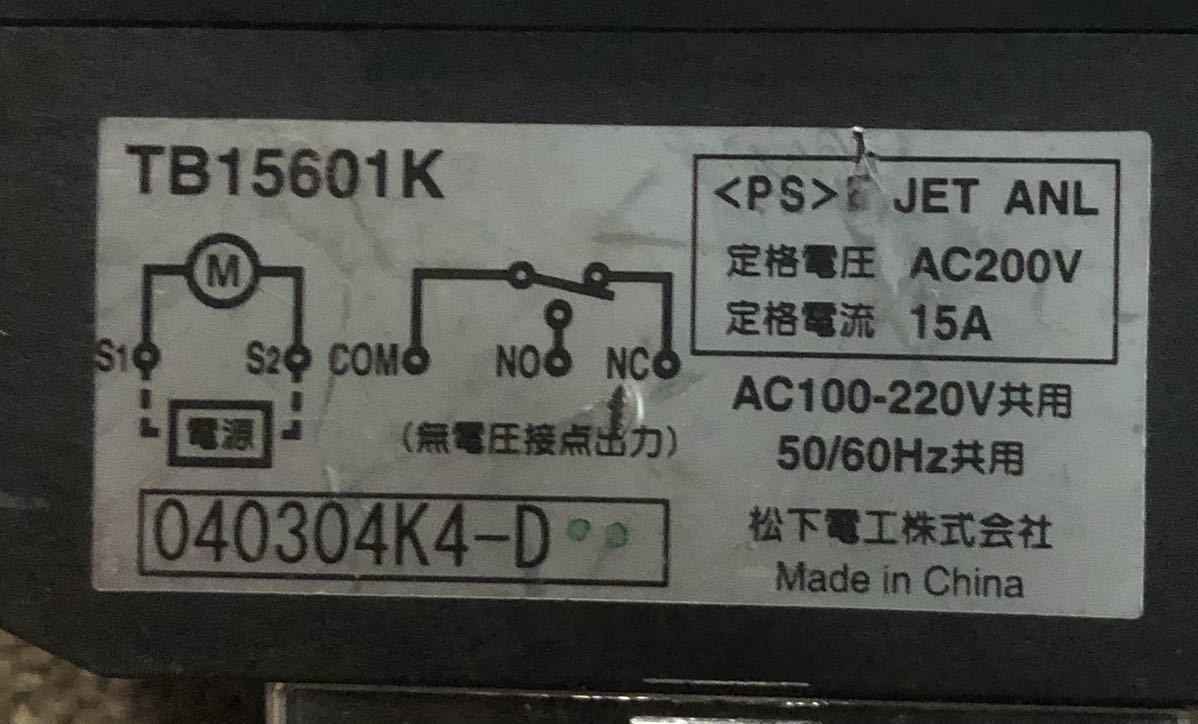 TB15601K
<PS>E JET ANL
定格電圧 AC200V
定格電流 15A
M
S1 S2 COM NO NC
電源
(無電圧接点出力)
AC100-220V共用
50/60Hz共用
040304K4-D
松下電工株式会社
Made in China